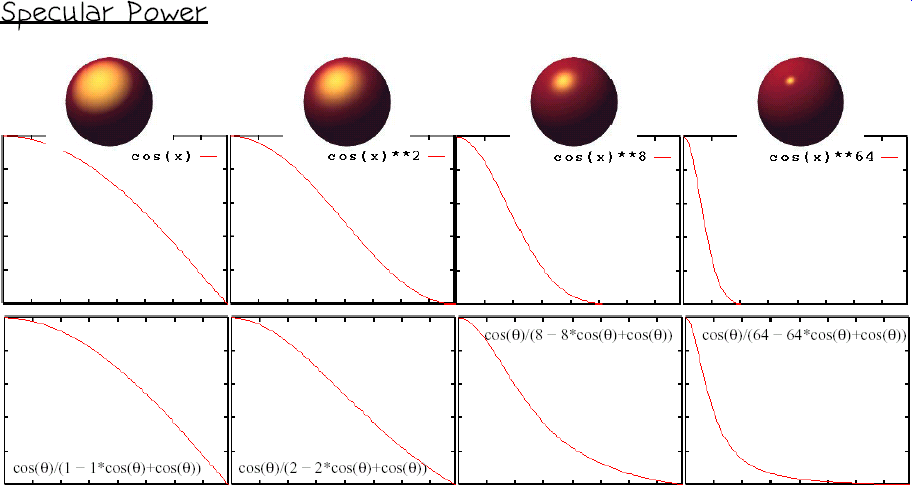 Specular Power
cos(x)
cos(x)**2
cos(x)**8
cos(x)**64
cos(θ)/(1 − 1*cos(θ)+cos(θ))
cos(θ)/(2 − 2*cos(θ)+cos(θ))
cos(θ)/(8 − 8*cos(θ)+cos(θ))
cos(θ)/(64 − 64*cos(θ)+cos(θ))